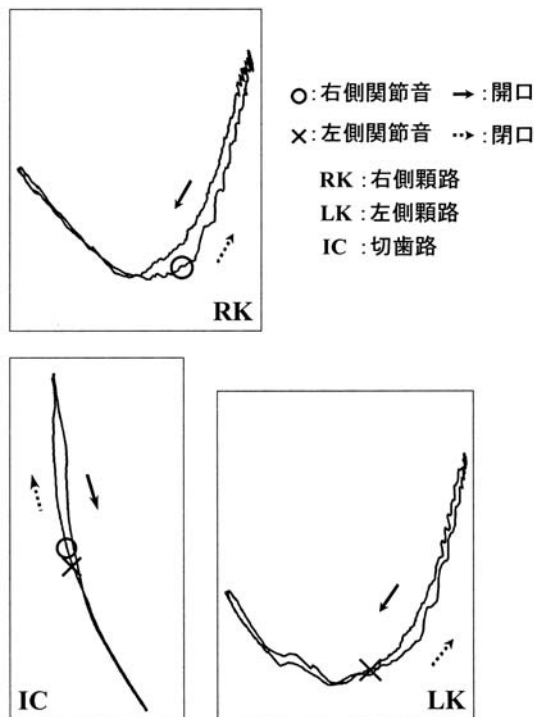 ○:右側関節音 →:開口
×:左側関節音 ⇢:閉口
RK:右側顆路
LK:左側顆路
IC:切歯路
RK
IC
LK